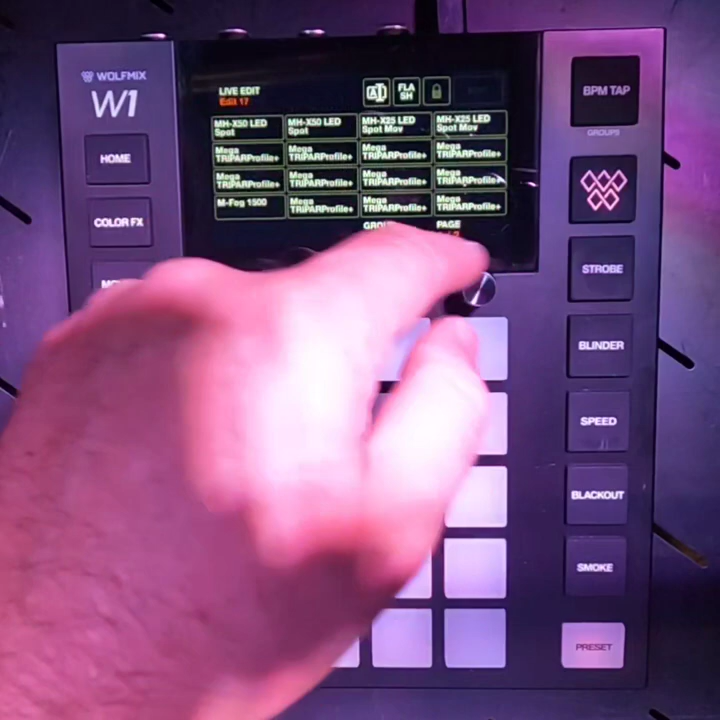 WOLFMIX
W1
HOME
COLOR FX
LIVE EDIT
Edit 17
A
FLA
SH
MH-X50 LED
Spot
MH-X50 LED
Spot
MH-X25 LED
Spot Mov
MH-X25 LED
Spot Mov
Mega
TRIPARProfile+
Mega
TRIPARProfile+
Mega
TRIPARProfile+
Mega
TRIPARProfile+
Mega
TRIPARProfile+
Mega
TRIPARProfile+
Mega
TRIPARProfile+
Mega
TRIPARProfile+
M-Fog 1500
Mega
TRIPARProfile+
Mega
TRIPARProfile+
Mega
TRIPARProfile+
PAGE
BPM TAP
GROUPS
STROBE
BLINDER
SPEED
BLACKOUT
SMOKE
PRESET